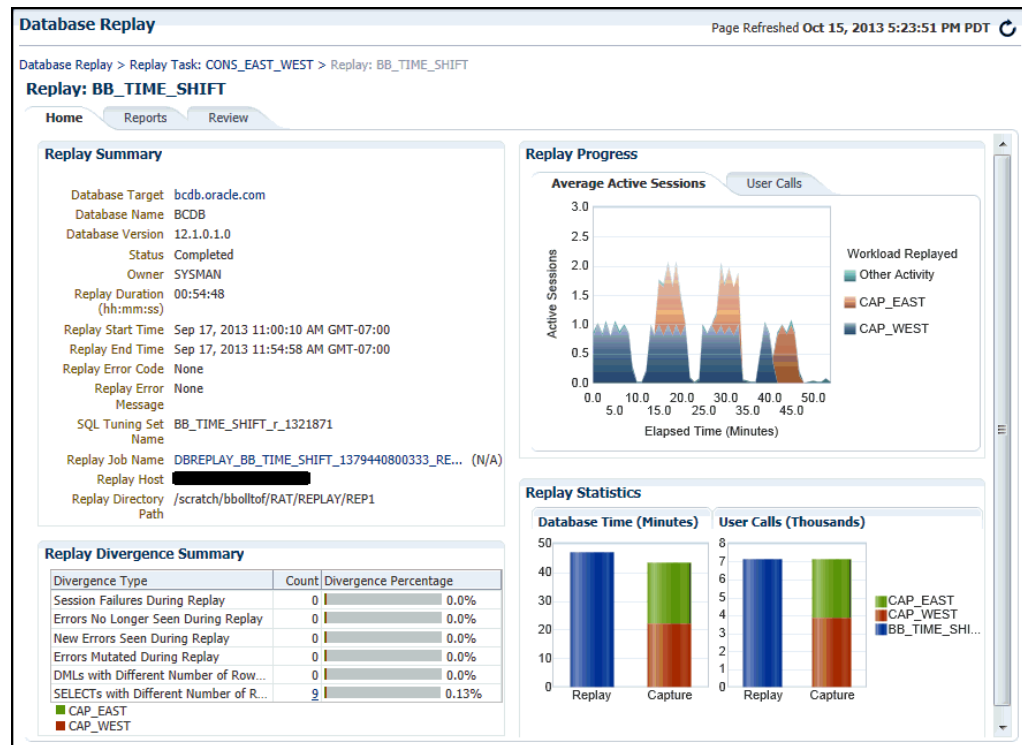 Database Replay
Page Refreshed Oct 15, 2013 5:23:51 PM PDT
Database Replay > Replay Task: CONS_EAST_WEST > Replay: BB_TIME_SHIFT
Replay: BB_TIME_SHIFT
Home Reports Review
Replay Summary
Database Target bcdb.oracle.com
Database Name BCDB
Database Version 12.1.0.1.0
Status Completed
Owner SYSMAN
Replay Duration 00:54:48
(hh:mm:ss)
Replay Start Time Sep 17, 2013 11:00:10 AM GMT-07:00
Replay End Time Sep 17, 2013 11:54:58 AM GMT-07:00
Replay Error Code None
Replay Error None
Message
SQL Tuning Set BB_TIME_SHIFT_r_1321871
Name
Replay Job Name DBREPLAY_BB_TIME_SHIFT_1379440800333_RE... (N/A)
Replay Host
Replay Directory /scratch/bbolltof/RAT/REPLAY/REP1
Path
Replay Divergence Summary
Divergence Type Count Divergence Percentage
Session Failures During Replay 0 0.0%
Errors No Longer Seen During Replay 0 0.0%
New Errors Seen During Replay 0 0.0%
Errors Mutated During Replay 0 0.0%
DMLs with Different Number of Row... 0 0.0%
SELECTs with Different Number of R... 9 0.13%
CAP_EAST
CAP_WEST
Replay Progress
Average Active Sessions User Calls
3.0
2.5
2.0
1.5
1.0
0.5
0.0
Active Sessions
0.0 10.0 20.0 30.0 40.0 50.0
5.0 15.0 25.0 35.0 45.0
Elapsed Time (Minutes)
Workload Replayed
Other Activity
CAP_EAST
CAP_WEST
Replay Statistics
Database Time (Minutes)
50
40
30
20
10
0
Replay Capture
User Calls (Thousands)
8
7
6
5
4
3
2
1
0
Replay Capture
CAP_EAST
CAP_WEST
BB_TIME_SHI...